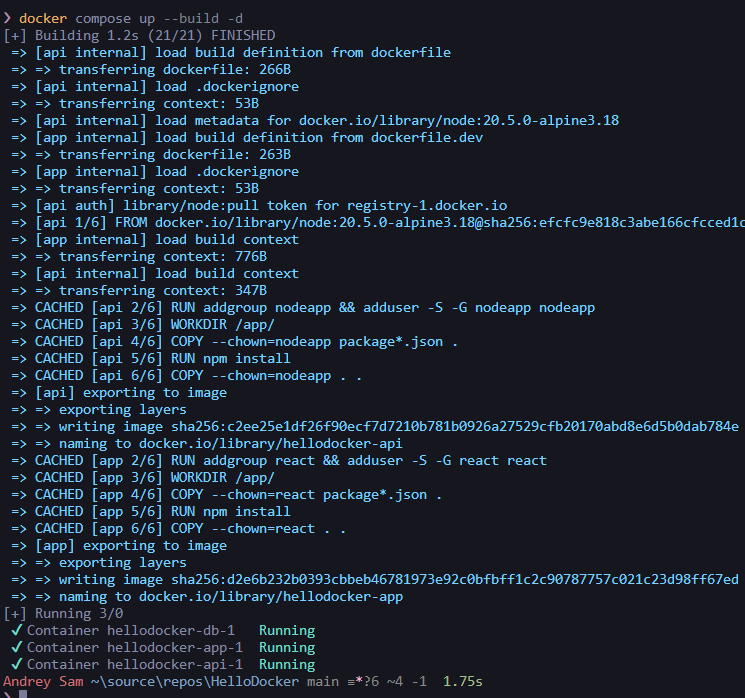 ❯ docker compose up --build -d
[+] Building 1.2s (21/21) FINISHED
=> [api internal] load build definition from dockerfile
=> => transferring dockerfile: 266B
=> [api internal] load .dockerignore
=> => transferring context: 53B
=> [api internal] load metadata for docker.io/library/node:20.5.0-alpine3.18
=> [app internal] load build definition from dockerfile.dev
=> => transferring dockerfile: 263B
=> [app internal] load .dockerignore
=> => transferring context: 53B
=> [api auth] library/node:pull token for registry-1.docker.io
=> [api 1/6] FROM docker.io/library/node:20.5.0-alpine3.18@sha256:efcfc9e818c3abe166cfcced1c
=> [app internal] load build context
=> => transferring context: 776B
=> [api internal] load build context
=> => transferring context: 347B
=> CACHED [api 2/6] RUN addgroup nodeapp && adduser -S -G nodeapp nodeapp
=> CACHED [api 3/6] WORKDIR /app/
=> CACHED [api 4/6] COPY --chown=nodeapp package*.json .
=> CACHED [api 5/6] RUN npm install
=> CACHED [api 6/6] COPY --chown=nodeapp . .
=> [api] exporting to image
=> => exporting layers
=> => writing image sha256:c2ee25e1df26f90ecf7d7210b781b0926a27529cfb20170abd8e6d5b0dab784e
=> => naming to docker.io/library/hellodocker-api
=> CACHED [app 2/6] RUN addgroup react && adduser -S -G react react
=> CACHED [app 3/6] WORKDIR /app/
=> CACHED [app 4/6] COPY --chown=react package*.json .
=> CACHED [app 5/6] RUN npm install
=> CACHED [app 6/6] COPY --chown=react . .
=> [app] exporting to image
=> => exporting layers
=> => writing image sha256:d2e6b232b0393cbbeb46781973e92c0bfbff1c2c90787757c021c23d98ff67ed
=> => naming to docker.io/library/hellodocker-app
[+] Running 3/0
✓ Container hellodocker-db-1 Running
✓ Container hellodocker-app-1 Running
✓ Container hellodocker-api-1 Running
Andrey Sam ~\source\repos\HelloDocker main ≡*?6 ~4 -1 1.75s
❯